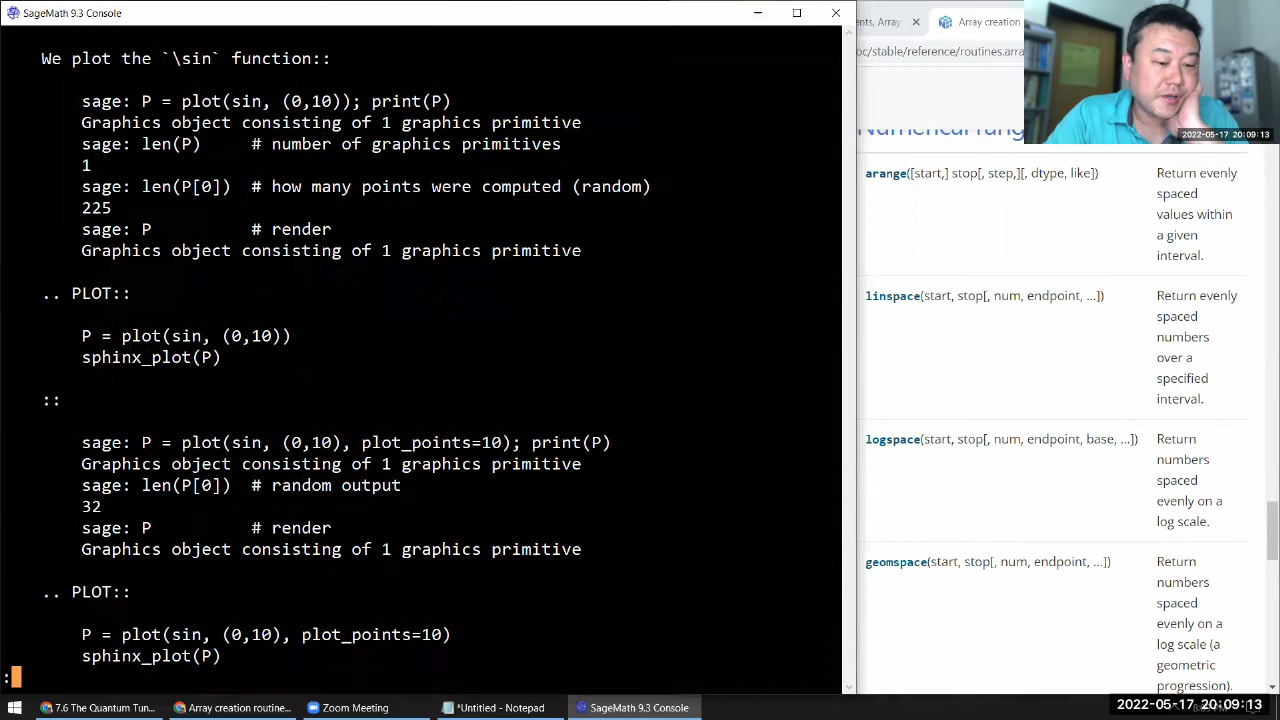 SageMath 9.3 Console
We plot the `\sin` function::
sage: P = plot(sin, (0,10)); print(P)
Graphics object consisting of 1 graphics primitive
sage: len(P)     # number of graphics primitives
1
sage: len(P[0])  # how many points were computed (random)
225
sage: P          # render
Graphics object consisting of 1 graphics primitive
.. PLOT::
P = plot(sin, (0,10))
sphinx_plot(P)
::
sage: P = plot(sin, (0,10), plot_points=10); print(P)
Graphics object consisting of 1 graphics primitive
sage: len(P[0])  # random output
32
sage: P          # render
Graphics object consisting of 1 graphics primitive
.. PLOT::
P = plot(sin, (0,10), plot_points=10)
sphinx_plot(P)
:
ents, Array
Array creation
oc/stable/reference/routines.arra
Numerical rang
arange([start,] stop[, step,][, dtype, like])
Return evenly
spaced
values within
a given
interval.
linspace(start, stop[, num, endpoint, ...])
Return evenly
spaced
numbers
over a
specified
interval.
logspace(start, stop[, num, endpoint, base, ...])
Return
numbers
spaced
evenly on a
log scale.
geomspace(start, stop[, num, endpoint, ...])
Return
numbers
spaced
evenly on a
log scale (a
geometric
progression).
2022-05-17 20:09:13
7.6 The Quantum Tun...
Array creation routine...
Zoom Meeting
*Untitled - Notepad
SageMath 9.3 Console
2022-05-17 20:09:13